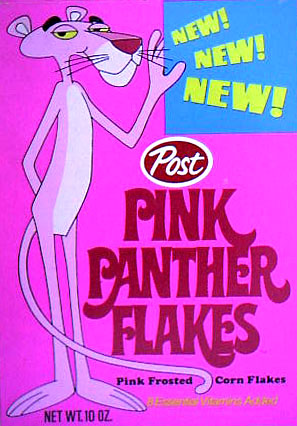 NEW!
NEW!
NEW!
Post
PINK
PANTHER
FLAKES
Pink Frosted Corn Flakes
8 Essential Vitamins Added
NET WT. 10 OZ.